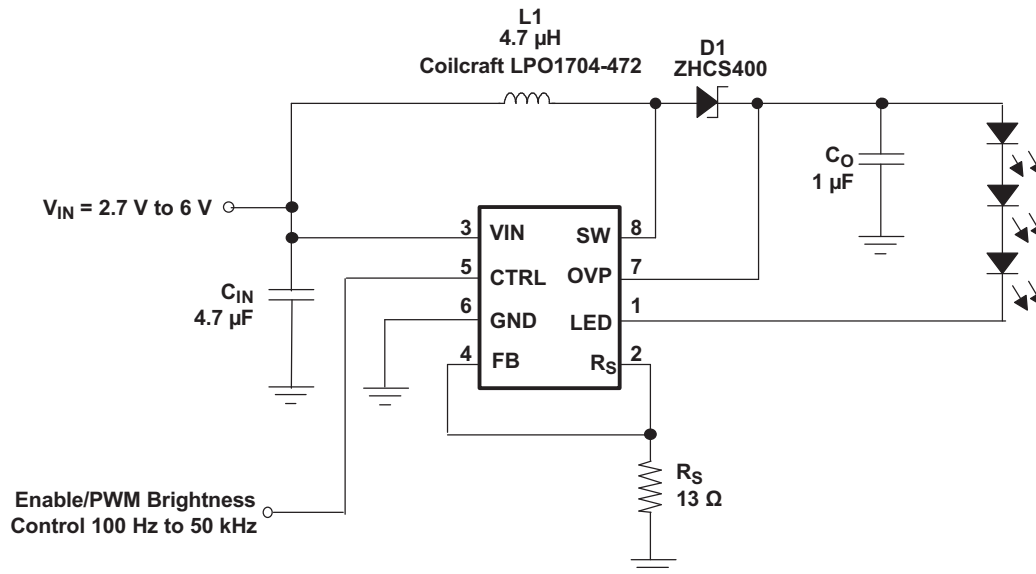 L1
4.7 µH
Coilcraft LPO1704-472
D1
ZHCS400
CO
1 µF
VIN = 2.7 V to 6 V
CIN
4.7 µF
3 VIN SW 8
5 CTRL OVP 7
6 GND LED 1
4 FB RS 2
RS
13 Ω
Enable/PWM Brightness
Control 100 Hz to 50 kHz